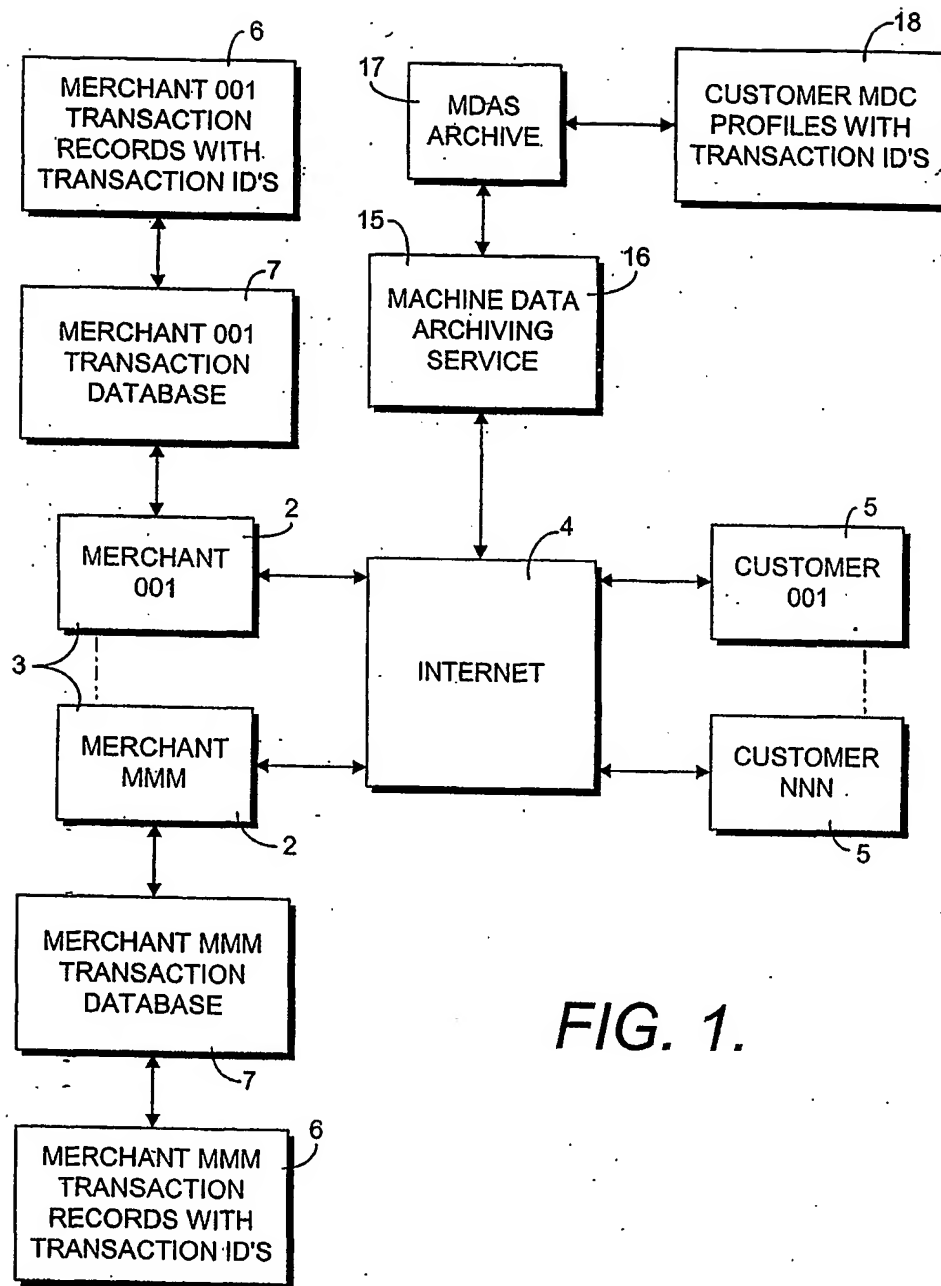 6
MERCHANT 001
TRANSACTION
RECORDS WITH
TRANSACTION ID'S
17
MDAS
ARCHIVE
18
CUSTOMER MDC
PROFILES WITH
TRANSACTION ID'S
7
MERCHANT 001
TRANSACTION
DATABASE
15
16
MACHINE DATA
ARCHIVING
SERVICE
2
MERCHANT
001
4
INTERNET
5
CUSTOMER
001
3
MERCHANT
MMM
2
CUSTOMER
NNN
5
MERCHANT MMM
TRANSACTION
DATABASE
7
FIG. 1.
6
MERCHANT MMM
TRANSACTION
RECORDS WITH
TRANSACTION ID'S